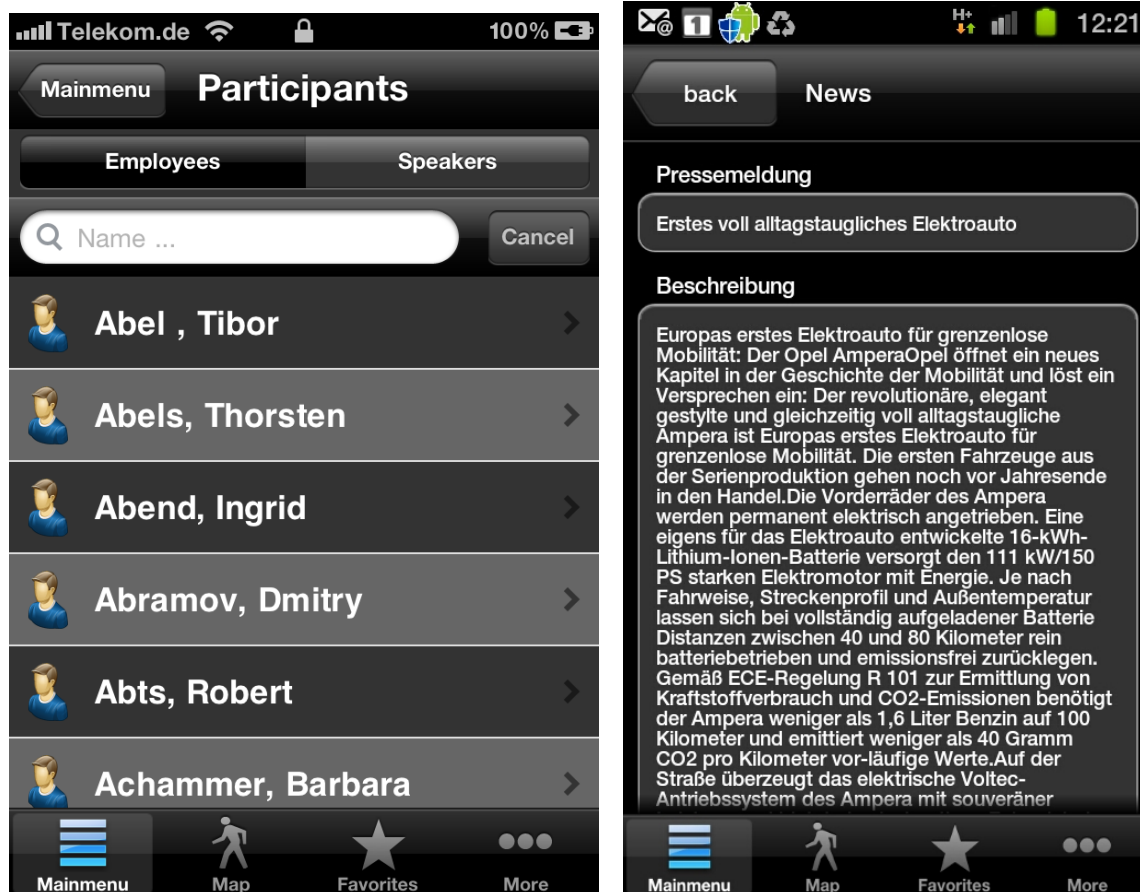 Telekom.de
100%
Mainmenu
Participants
Employees
Speakers
Name ...
Cancel
Abel , Tibor
Abels, Thorsten
Abend, Ingrid
Abramov, Dmitry
Abts, Robert
Achammer, Barbara
Mainmenu
Map
Favorites
More
1
H+
12:21
back
News
Pressemeldung
Erstes voll alltagstaugliches Elektroauto
Beschreibung
Europas erstes Elektroauto für grenzenlose
Mobilität: Der Opel AmperaOpel öffnet ein neues
Kapitel in der Geschichte der Mobilität und löst ein
Versprechen ein: Der revolutionäre, elegant
gestylte und gleichzeitig voll alltagstaugliche
Ampera ist Europas erstes Elektroauto für
grenzenlose Mobilität. Die ersten Fahrzeuge aus
der Serienproduktion gehen noch vor Jahresende
in den Handel.Die Vorderräder des Ampera
werden permanent elektrisch angetrieben. Eine
eigens für das Elektroauto entwickelte 16-kWh-
Lithium-Ionen-Batterie versorgt den 111 kW/150
PS starken Elektromotor mit Energie. Je nach
Fahrweise, Streckenprofil und Außentemperatur
lassen sich bei vollständig aufgeladener Batterie
Distanzen zwischen 40 und 80 Kilometer rein
batteriebetrieben und emissionsfrei zurücklegen.
Gemäß ECE-Regelung R 101 zur Ermittlung von
Kraftstoffverbrauch und CO2-Emissionen benötigt
der Ampera weniger als 1,6 Liter Benzin auf 100
Kilometer und emittiert weniger als 40 Gramm
CO2 pro Kilometer vor-läufige Werte.Auf der
Straße überzeugt das elektrische Voltec-
Antriebssystem des Ampera mit souveräner
Mainmenu
Map
Favorites
More